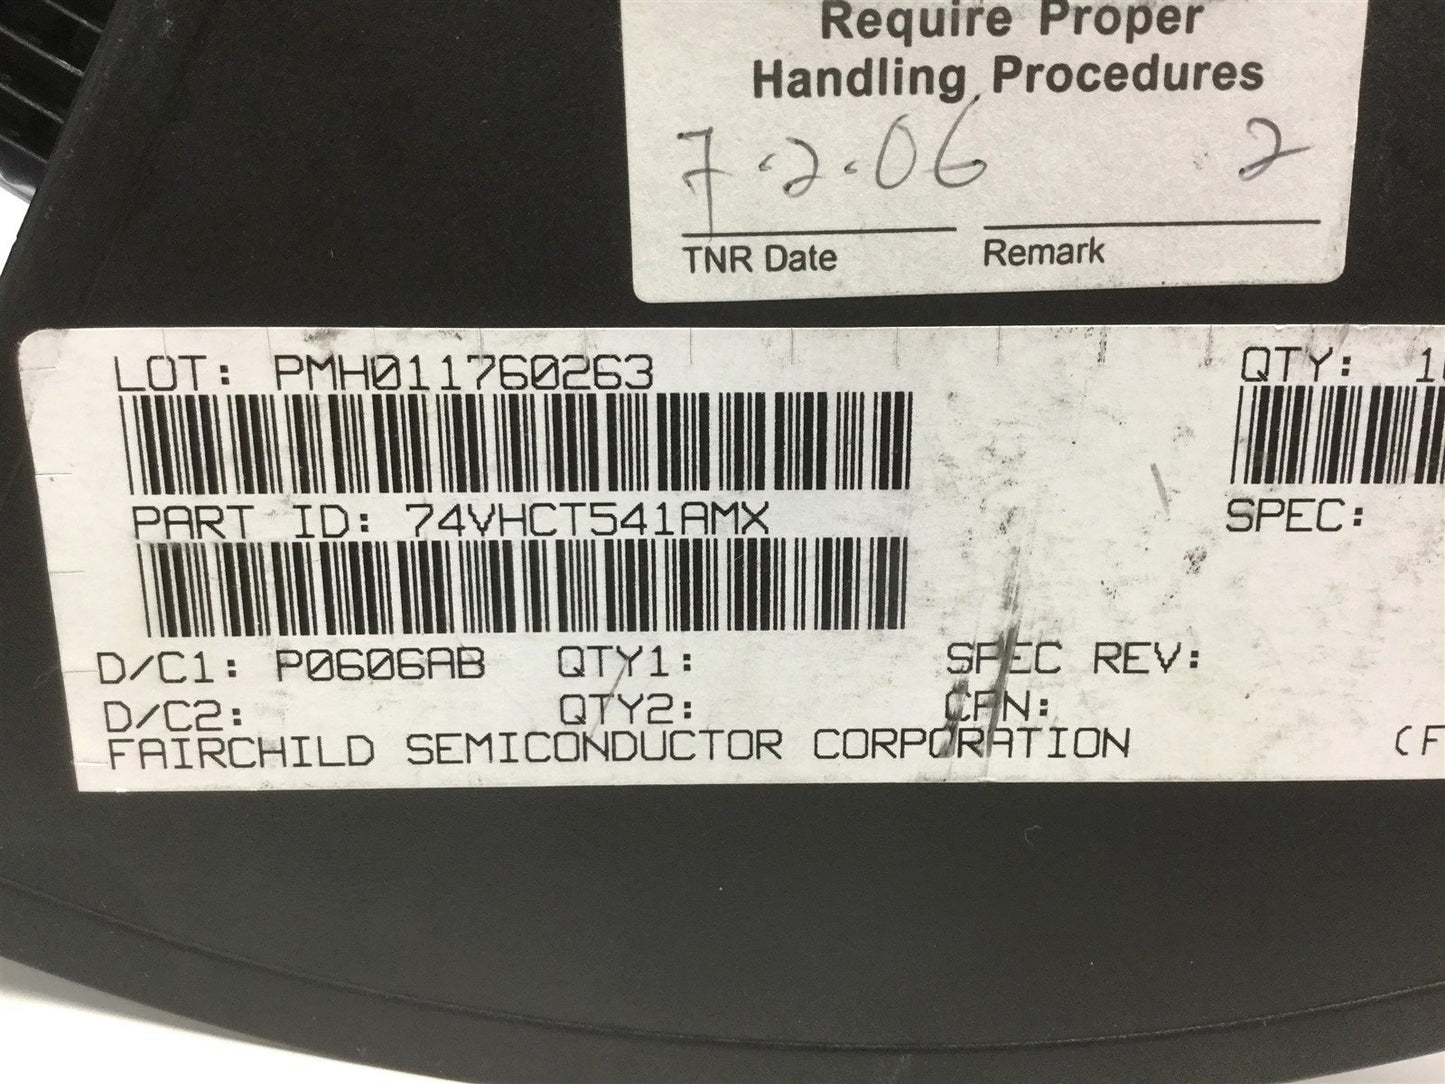 Require Proper
Handling Procedures
7.2.06 2
TNR Date Remark
LOT: PMH011760263 QTY:
PART ID: 74VHCT541AMX SPEC:
D/C1: P0606AB QTY1: SPEC REV:
D/C2: QTY2: CPN:
FAIRCHILD SEMICONDUCTOR CORPORATION (F